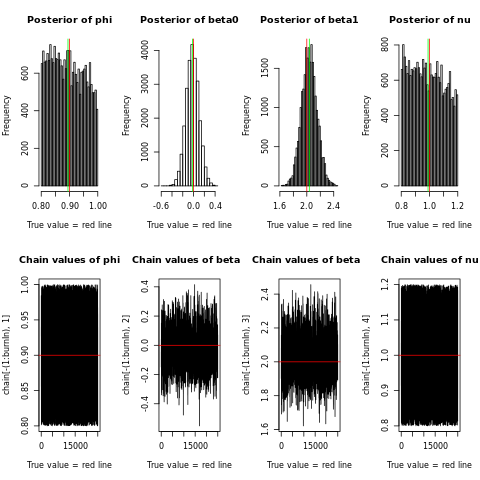 Posterior of phi
Posterior of beta0
Posterior of beta1
Posterior of nu
Frequency
0 200 400 600
0.80 0.90 1.00
True value = red line
Frequency
0 1000 2000 3000 4000
-0.6 0.0 0.4
True value = red line
Frequency
0 500 1000 1500
1.6 2.0 2.4
True value = red line
Frequency
0 200 400 600 800
0.8 1.0 1.2
True value = red line
Chain values of phi
Chain values of beta
Chain values of beta
Chain values of nu
chain[-(1:burnIn), 1]
0.80 0.85 0.90 0.95 1.00
0 15000
True value = red line
chain[-(1:burnIn), 2]
-0.4 -0.2 0.0 0.2 0.4
0 15000
True value = red line
chain[-(1:burnIn), 3]
1.6 1.8 2.0 2.2 2.4
0 15000
True value = red line
chain[-(1:burnIn), 4]
0.8 0.9 1.0 1.1 1.2
0 15000
True value = red line